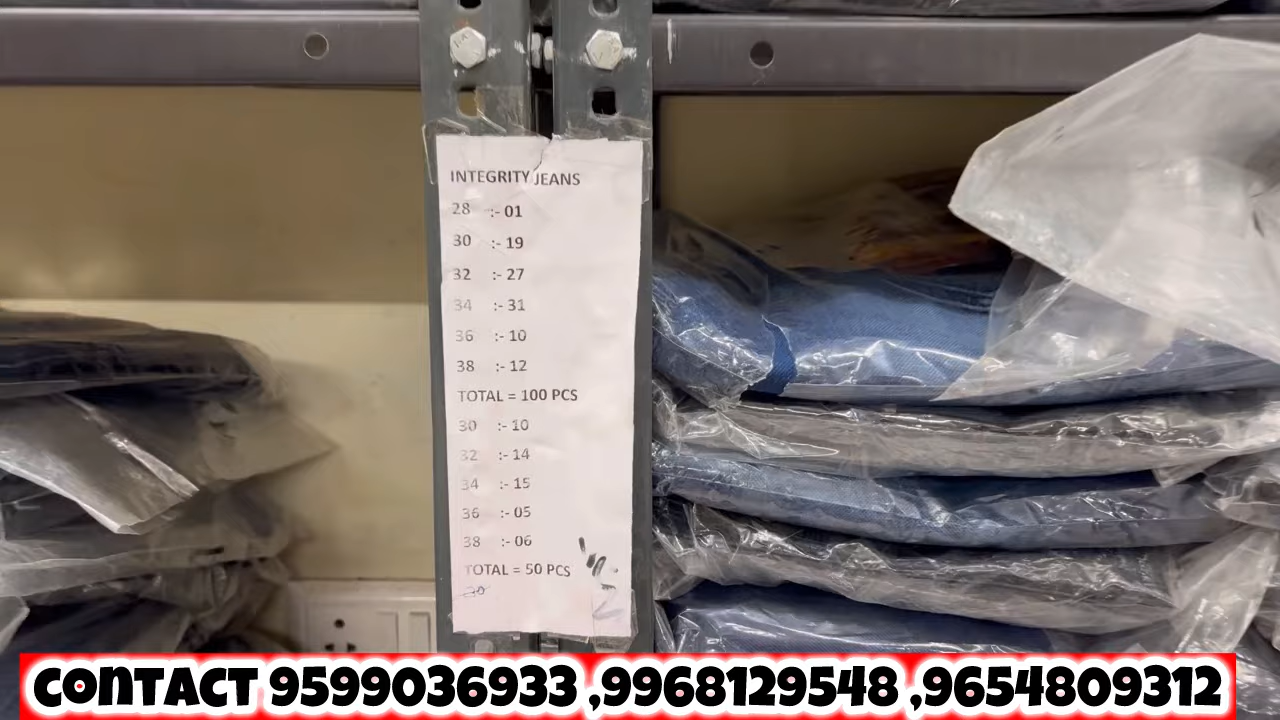 INTEGRITY JEANS
28 :- 01
30 :- 19
32 :- 27
34 :- 31
36 :- 10
38 :- 12
TOTAL = 100 PCS
30 :- 10
32 :- 14
34 :- 15
36 :- 05
38 :- 06
TOTAL = 50 PCS
CONTACT 9599036933 ,9968129548 ,9654809312